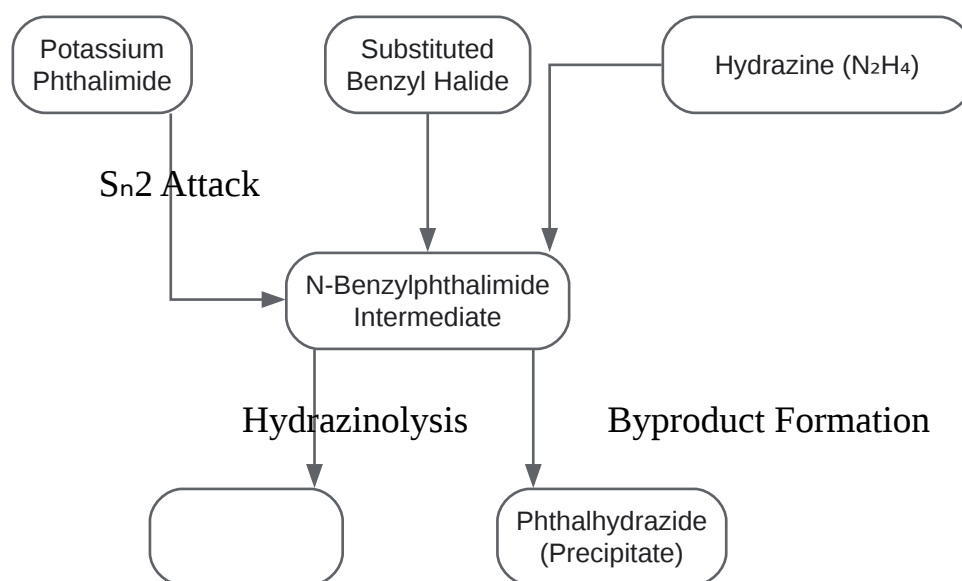 Potassium
Phthalimide
Substituted
Benzyl Halide
Hydrazine (N₂H₄)
Sₙ2 Attack
N-Benzylphthalimide
Intermediate
Hydrazinolysis
Byproduct Formation
Phthalhydrazide
(Precipitate)